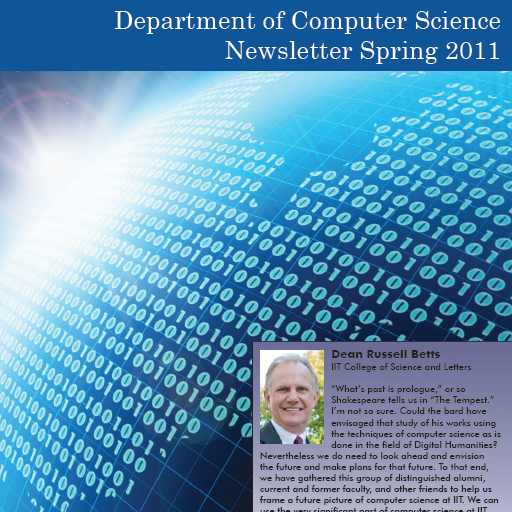 Department of Computer Science
Newsletter Spring 2011
Dean Russell Betts
IIT College of Science and Letters
"What's past is prologue," or so
Shakespeare tells us in "The Tempest."
I'm not so sure. Could the bard have
envisaged that study of his works using
the techniques of computer science as is
done in the field of Digital Humanities?
Nevertheless we do need to look ahead and envision
the future and make plans for that future. To that end,
we have gathered this group of distinguished alumni,
current and former faculty, and other friends to help us
frame a future picture of computer science at IIT. We can
use the very significant part of computer science at IIT